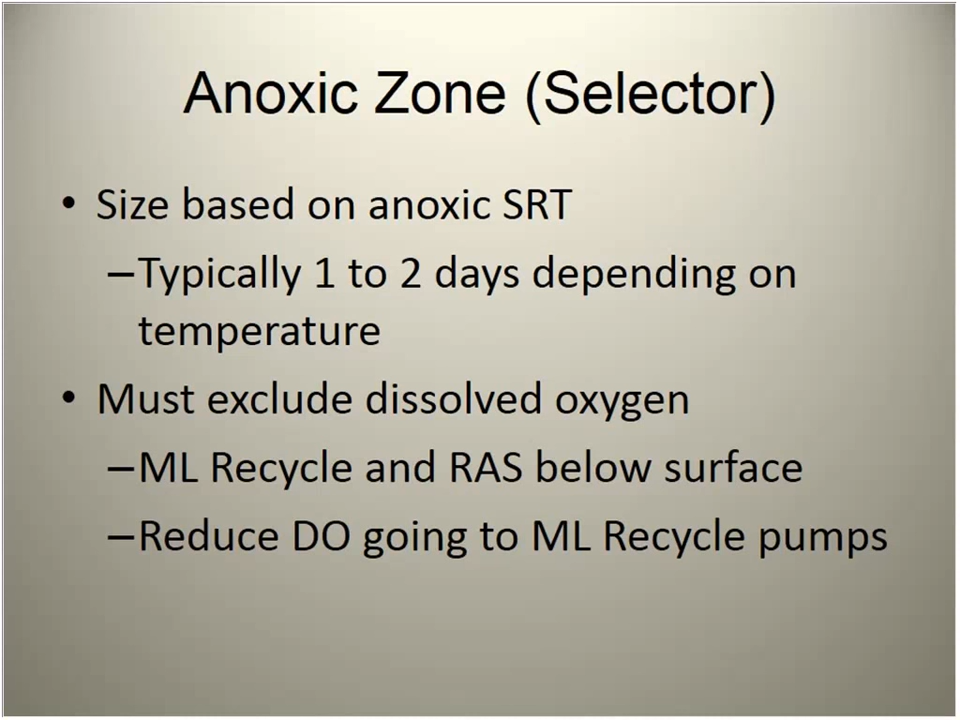 Anoxic Zone (Selector)
• Size based on anoxic SRT
–Typically 1 to 2 days depending on
temperature
• Must exclude dissolved oxygen
–ML Recycle and RAS below surface
–Reduce DO going to ML Recycle pumps